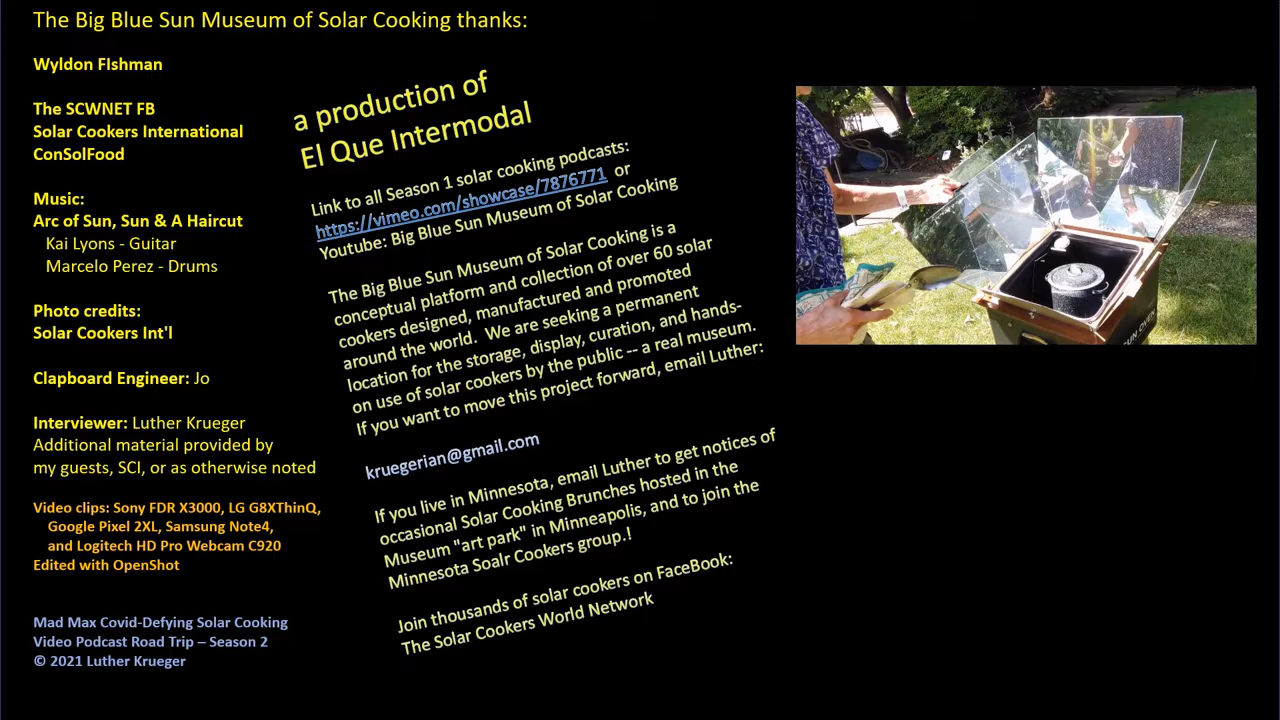 The Big Blue Sun Museum of Solar Cooking thanks:
Wyldon FIshman
The SCWNET FB
Solar Cookers International
ConSolFood
Music:
Arc of Sun, Sun & A Haircut
Kai Lyons - Guitar
Marcelo Perez - Drums
Photo credits:
Solar Cookers Int'l
Clapboard Engineer: Jo
Interviewer: Luther Krueger
Additional material provided by
my guests, SCI, or as otherwise noted
Video clips: Sony FDR X3000, LG G8XThinQ,
Google Pixel 2XL, Samsung Note4,
and Logitech HD Pro Webcam C920
Edited with OpenShot
Mad Max Covid-Defying Solar Cooking
Video Podcast Road Trip – Season 2
© 2021 Luther Krueger
a production of
El Que Intermodal
Link to all Season 1 solar cooking podcasts:
https://vimeo.com/showcase/7876771 or
Youtube: Big Blue Sun Museum of Solar Cooking
The Big Blue Sun Museum of Solar Cooking is a
conceptual platform and collection of over 60 solar
cookers designed, manufactured and promoted
around the world. We are seeking a permanent
location for the storage, display, curation, and hands-
on use of solar cookers by the public -- a real museum.
If you want to move this project forward, email Luther:
kruegerian@gmail.com
If you live in Minnesota, email Luther to get notices of
occasional Solar Cooking Brunches hosted in the
Museum "art park" in Minneapolis, and to join the
Minnesota Soalr Cookers group.!
Join thousands of solar cookers on FaceBook:
The Solar Cookers World Network
SUN OVEN